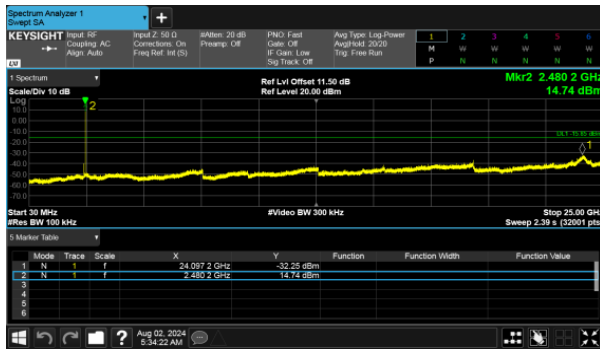 Spectrum Analyzer 1
Swept SA
+
KEYSIGHT Input: RF Input Z: 50 Ω #Atten: 20 dB PNO: Fast Avg Type: Log-Power 1 2 3 4 5 6
Coupling: AC Corrections: On Preamp: Off Gate: Off Avg|Hold: 20/20 M W W W W W
Align: Auto Freq Ref: Int (S) IF Gain: Low Trig: Free Run P N N N N N
Sig Track: Off
LXI
1 Spectrum Ref Lvl Offset 11.50 dB Mkr2 2.480 2 GHz
Scale/Div 10 dB Ref Level 20.00 dBm 14.74 dBm
Log
10.0
0.00
-10.0
-20.0
-30.0
-40.0
-50.0
-60.0
-70.0
2
DL1 -15.85 dBm
1
Start 30 MHz #Video BW 300 kHz Stop 25.00 GHz
#Res BW 100 kHz Sweep 2.39 s (32001 pts)
5 Marker Table
Mode Trace Scale X Y Function Function Width Function Value
1 N 1 f 24.097 2 GHz -32.25 dBm
2 N 1 f 2.480 2 GHz 14.74 dBm
3
4
5
6
? Aug 02, 2024
5:34:22 AM